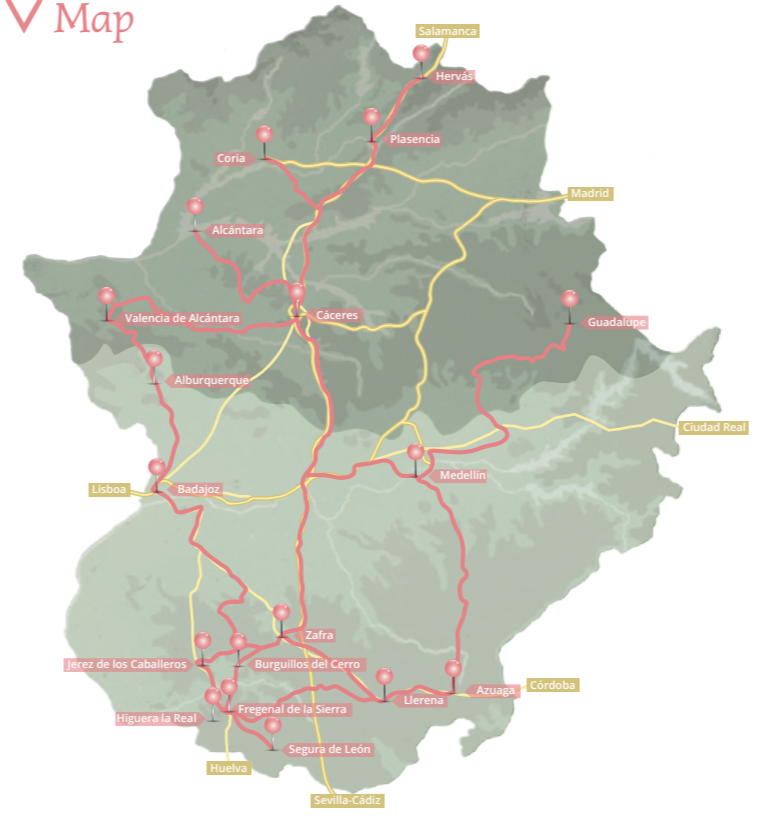 Map
Salamanca
Hervás
Plasencia
Coria
Madrid
Alcántara
Valencia de Alcántara
Cáceres
Guadalupe
Alburquerque
Ciudad Real
Medellín
Lisboa
Badajoz
Zafra
Jerez de los Caballeros
Burguillos del Cerro
Azuaga
Córdoba
Llerena
Fregenal de la Sierra
Higuera la Real
Segura de León
Huelva
Sevilla-Cádiz